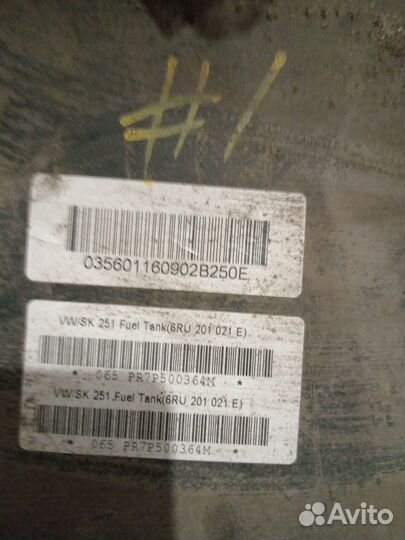 #1
035601160902B250E
VW/SK 251 Fuel Tank(6RU 201 021 E)
* 065 PR7P500364M *
VW/SK 251 Fuel Tank(6RU 201 021 E)
* 065 PR7P500364M *
Avito